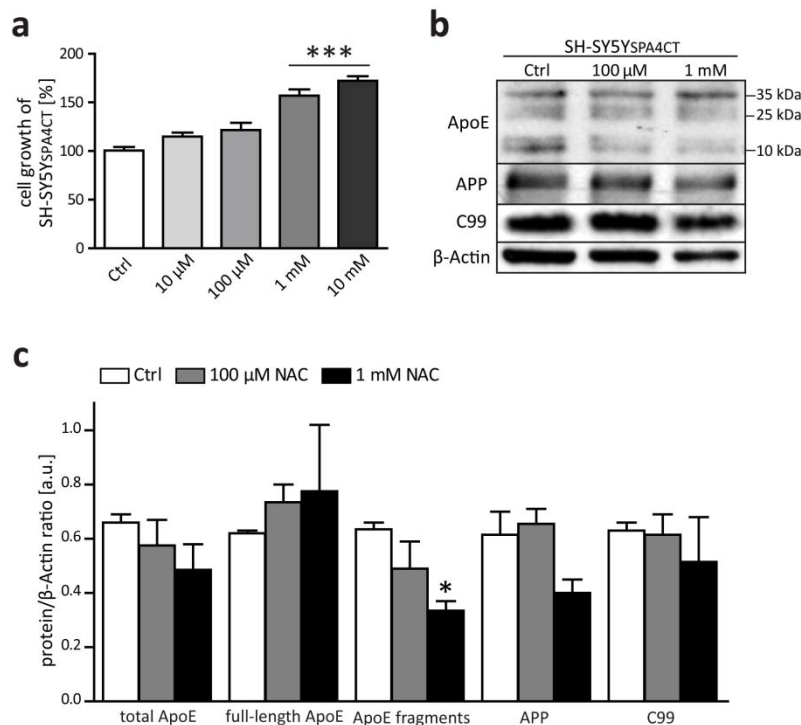 a
cell growth of
SH-SY5YSPA4CT [%]
200
150
100
50
0
***
Ctrl
10 µM
100 µM
1 mM
10 mM
b
SH-SY5YSPA4CT
Ctrl 100 µM 1 mM
ApoE
35 kDa
25 kDa
10 kDa
APP
C99
β-Actin
c
Ctrl 100 µM NAC 1 mM NAC
protein/β-Actin ratio [a.u.]
1.0
0.8
0.6
0.4
0.2
0.0
*
total ApoE full-length ApoE ApoE fragments APP C99